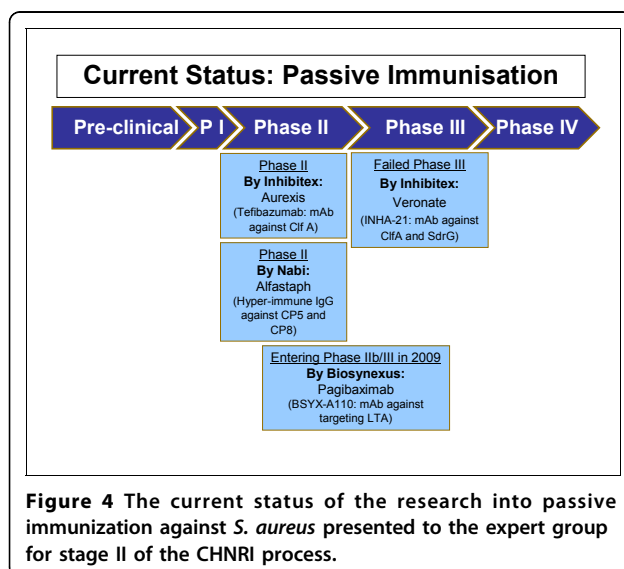 Current Status: Passive Immunisation
Pre-clinical P I Phase II Phase III Phase IV
Phase II
By Inhibitex:
Aurexis
(Tefibazumab: mAb
against Clf A)
Failed Phase III
By Inhibitex:
Veronate
(INHA-21: mAb against
ClfA and SdrG)
Phase II
By Nabi:
Alfastaph
(Hyper-immune IgG
against CP5 and
CP8)
Entering Phase IIb/III in 2009
By Biosynexus:
Pagibaximab
(BSYX-A110: mAb against
targeting LTA)
Figure 4 The current status of the research into passive
immunization against S. aureus presented to the expert group
for stage II of the CHNRI process.